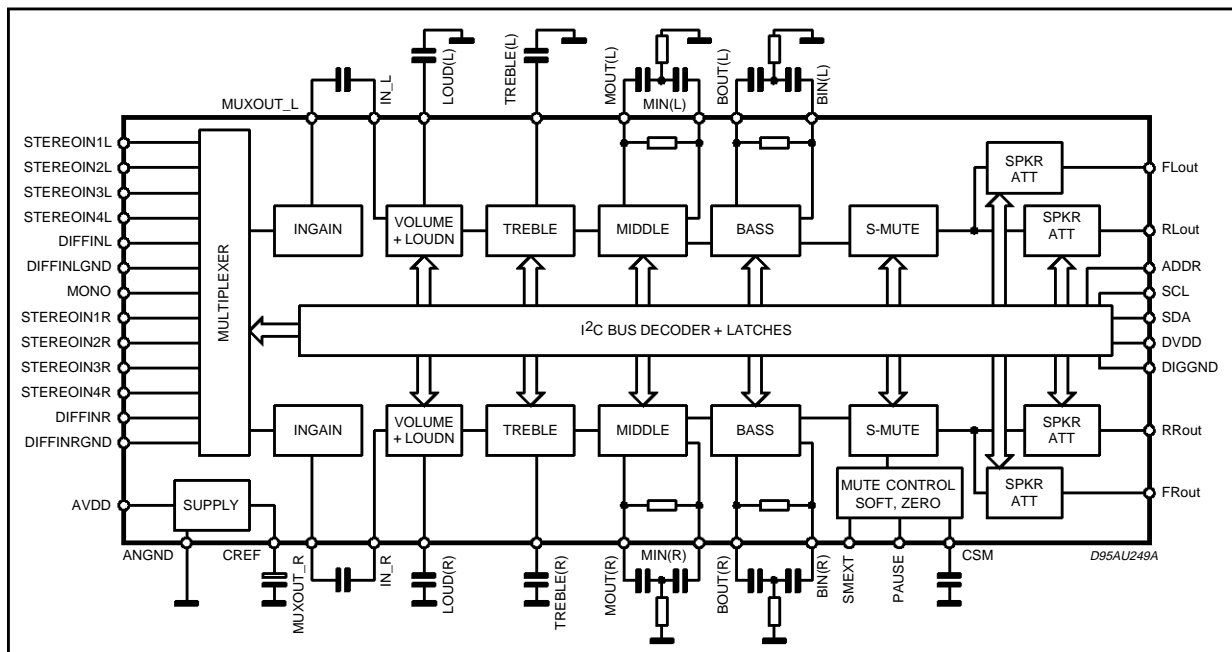 LOUD(L)
TREBLE(L)
MOUT(L)
BOUT(L)
BIN(L)
IN_L
MUXOUT_L
MIN(L)
STEREOIN1L
STEREOIN2L
STEREOIN3L
STEREOIN4L
DIFFINL
DIFFINLGND
MONO
STEREOIN1R
STEREOIN2R
STEREOIN3R
STEREOIN4R
DIFFINR
DIFFINRGND
MULTIPLEXER
INGAIN
VOLUME
+ LOUDN
TREBLE
MIDDLE
BASS
S-MUTE
SPKR
ATT
SPKR
ATT
FLout
RLout
ADDR
SCL
SDA
DVDD
DIGGND
I2C BUS DECODER + LATCHES
INGAIN
VOLUME
+ LOUDN
TREBLE
MIDDLE
BASS
S-MUTE
SPKR
ATT
SPKR
ATT
RRout
FRout
MUTE CONTROL
SOFT, ZERO
AVDD
SUPPLY
ANGND
CREF
MUXOUT_R
IN_R
LOUD(R)
TREBLE(R)
MOUT(R)
MIN(R)
BOUT(R)
BIN(R)
SMEXT
PAUSE
CSM
D95AU249A